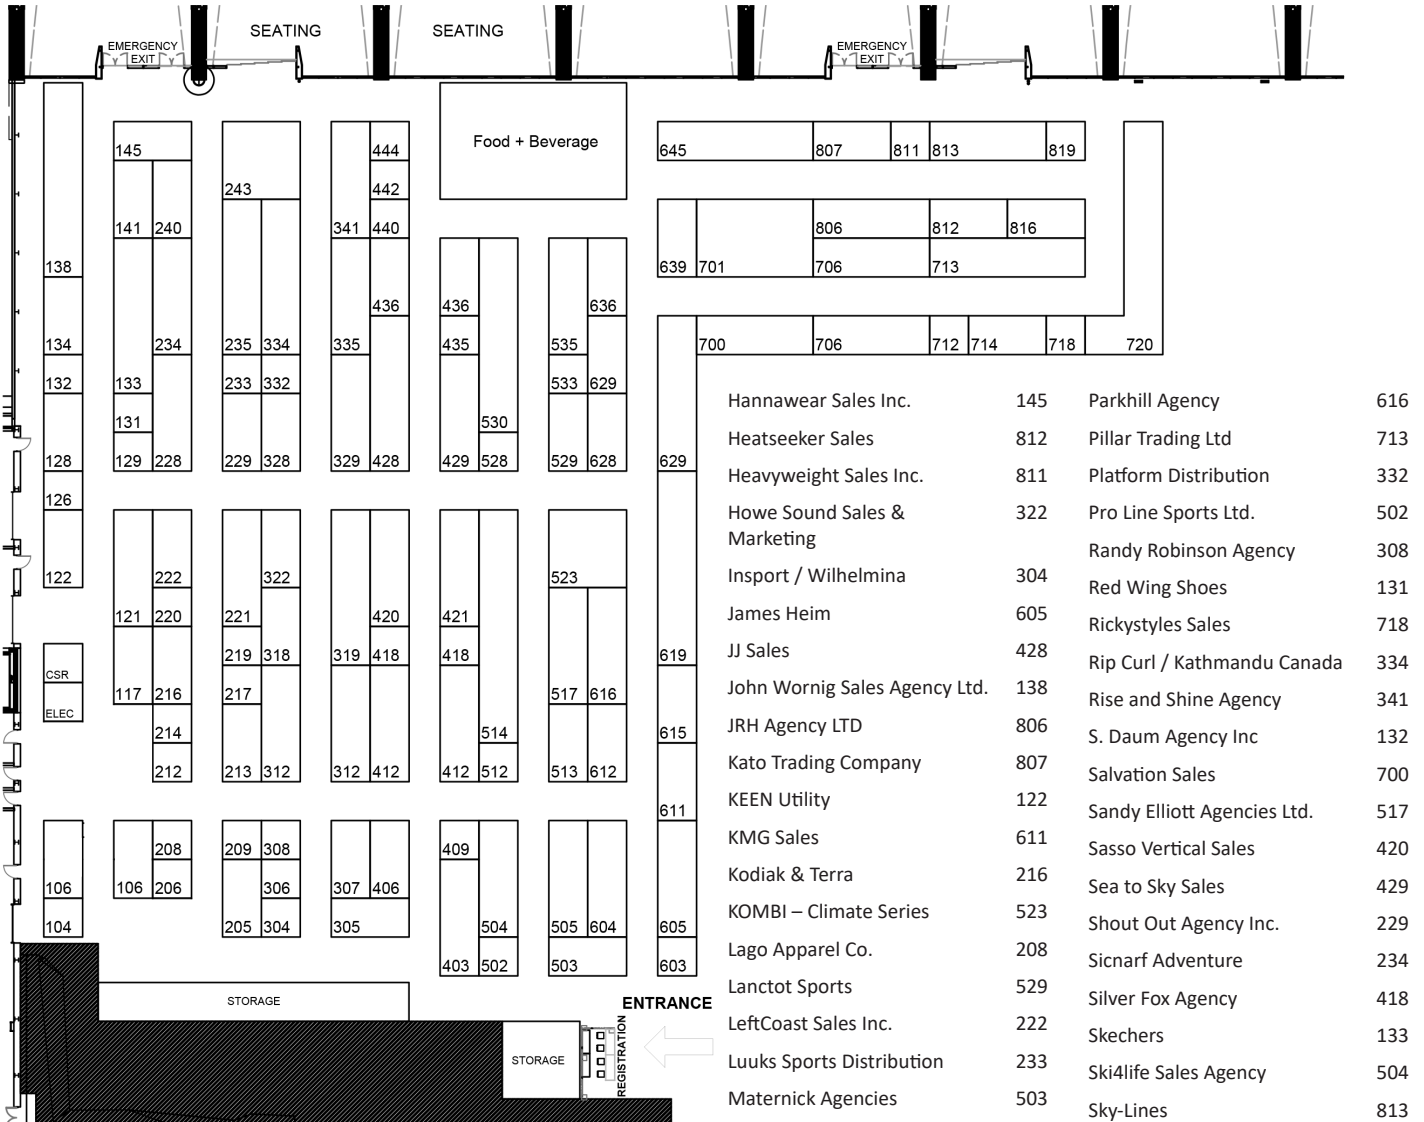 SEATING SEATING
EMERGENCY EXIT EMERGENCY EXIT
Food + Beverage
145 444 645 807 811 813 819
243 442
141 240 341 440 806 812 816
138 639 701 706 713
436 436 636
134 234 235 334 335 435 535 700 706 712 714 718 720
132 133 233 332 533 629
131 530
128 129 228 229 328 329 428 429 528 529 628 629
126
122 222 322 523
121 220 221 420 421
CSR 219 318 319 418 418 619
ELEC 117 216 217 517 616
214 514 615
212 213 312 312 412 412 512 513 612
611
208 209 308 409
106 106 206 306 307 406
104 205 304 305 504 505 604 605
403 502 503 603
STORAGE
ENTRANCE
STORAGE
REGISTRATION
Hannawear Sales Inc. 145
Heatseeker Sales 812
Heavyweight Sales Inc. 811
Howe Sound Sales & 322
Marketing
Insport / Wilhelmina 304
James Heim 605
JJ Sales 428
John Wornig Sales Agency Ltd. 138
JRH Agency LTD 806
Kato Trading Company 807
KEEN Utility 122
KMG Sales 611
Kodiak & Terra 216
KOMBI – Climate Series 523
Lago Apparel Co. 208
Lanctot Sports 529
LeftCoast Sales Inc. 222
Luuks Sports Distribution 233
Maternick Agencies 503
Parkhill Agency 616
Pillar Trading Ltd 713
Platform Distribution 332
Pro Line Sports Ltd. 502
Randy Robinson Agency 308
Red Wing Shoes 131
Rickystyles Sales 718
Rip Curl / Kathmandu Canada 334
Rise and Shine Agency 341
S. Daum Agency Inc 132
Salvation Sales 700
Sandy Elliott Agencies Ltd. 517
Sasso Vertical Sales 420
Sea to Sky Sales 429
Shout Out Agency Inc. 229
Sicnarf Adventure 234
Silver Fox Agency 418
Skechers 133
Ski4life Sales Agency 504
Sky-Lines 813